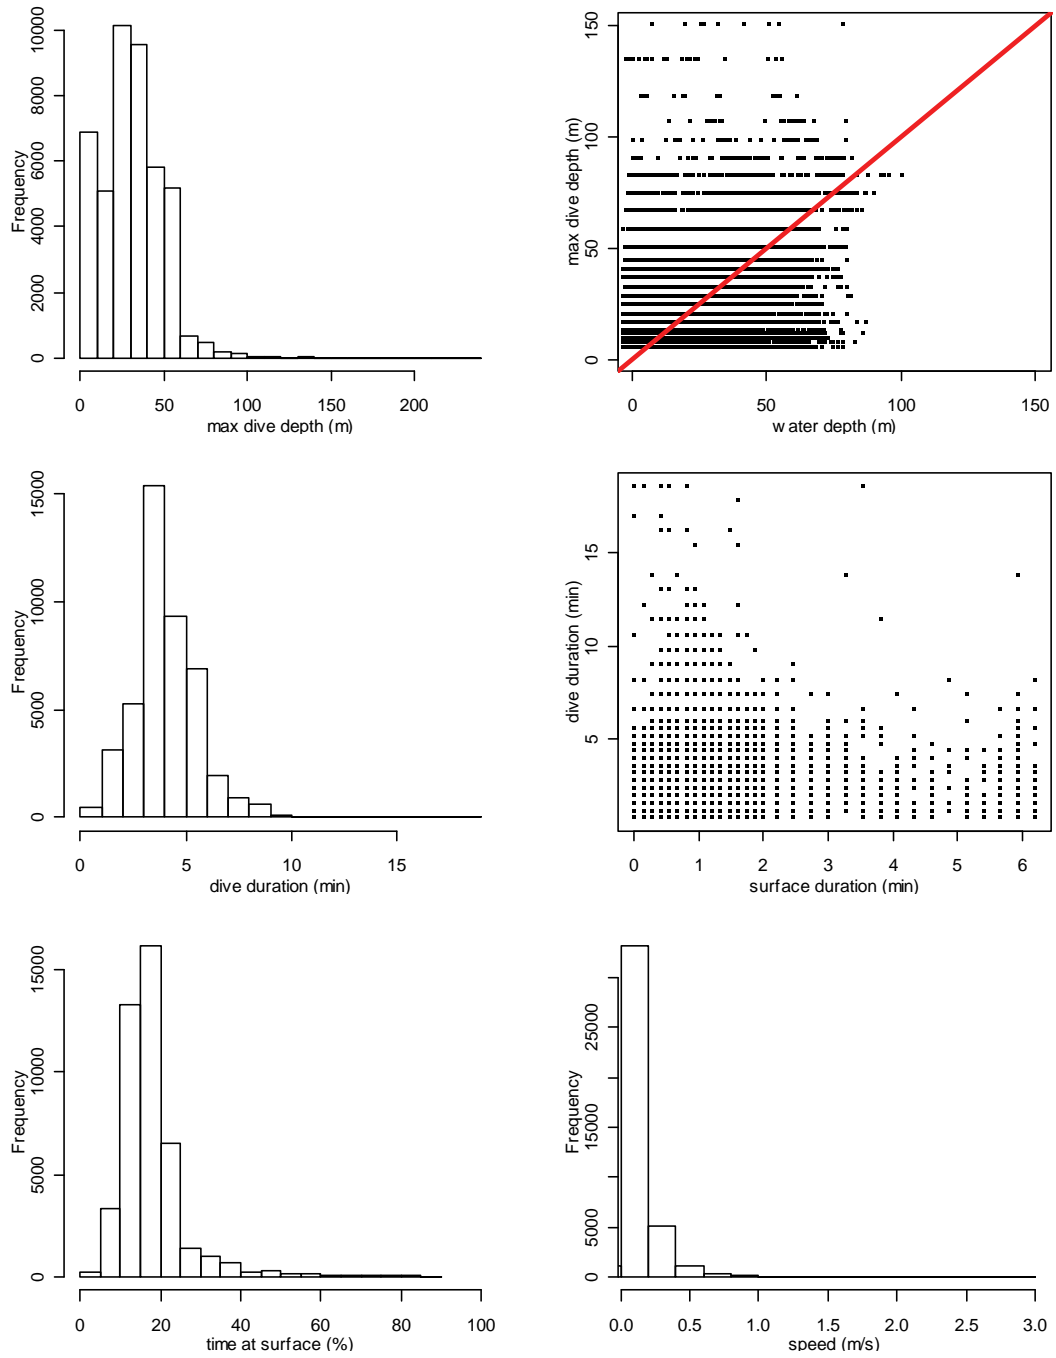 10000
8000
6000
4000
2000
0
Frequency
0 50 100 150 200
max dive depth (m)
150
100
50
0
max dive depth (m)
0 50 100 150
water depth (m)
15000
10000
5000
0
Frequency
0 5 10 15
dive duration (min)
15
10
5
dive duration (min)
0 1 2 3 4 5 6
surface duration (min)
15000
10000
5000
0
Frequency
0 20 40 60 80 100
time at surface (%)
25000
15000
5000
0
Frequency
0.0 0.5 1.0 1.5 2.0 2.5 3.0
speed (m/s)